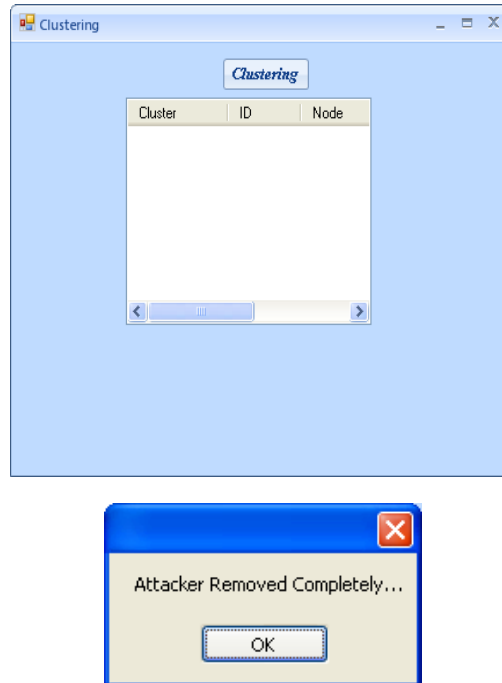 Clustering
Clustering
Cluster ID Node
Attacker Removed Completely...
OK